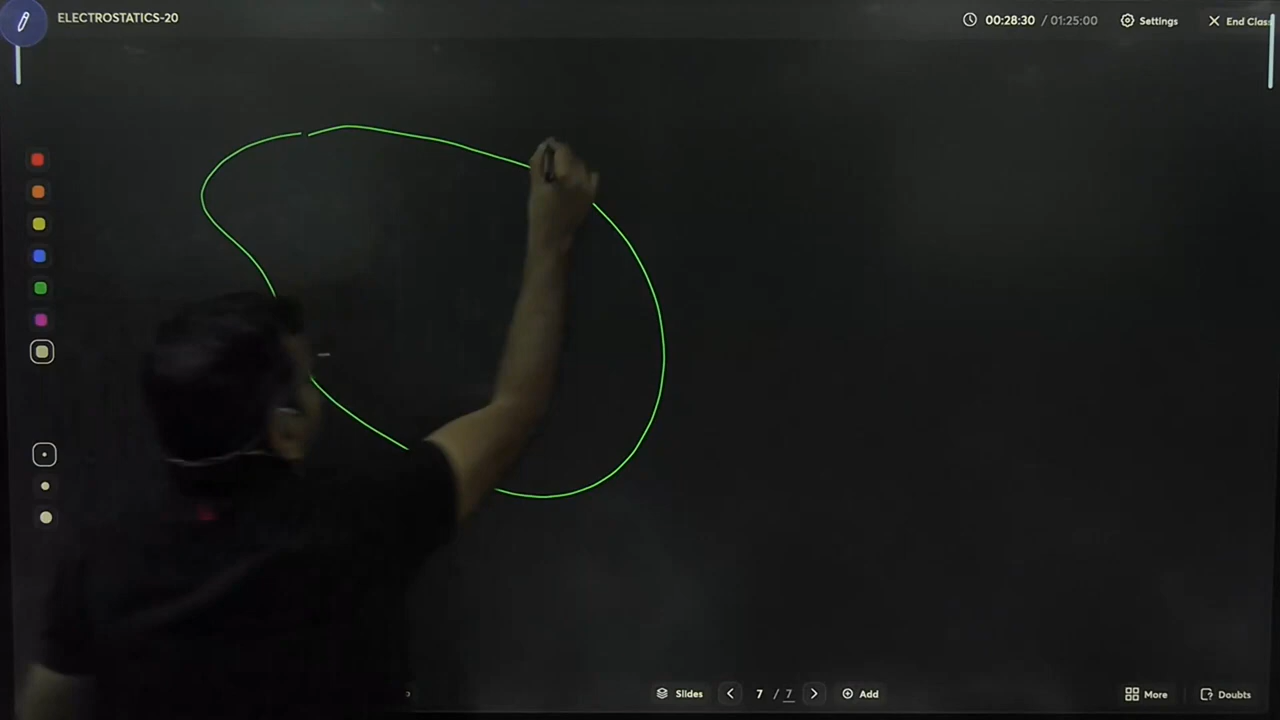 ELECTROSTATICS-20
00:28:30 / 01:25:00
Settings
End Class
Slides
7 / 7
Add
More
Doubts